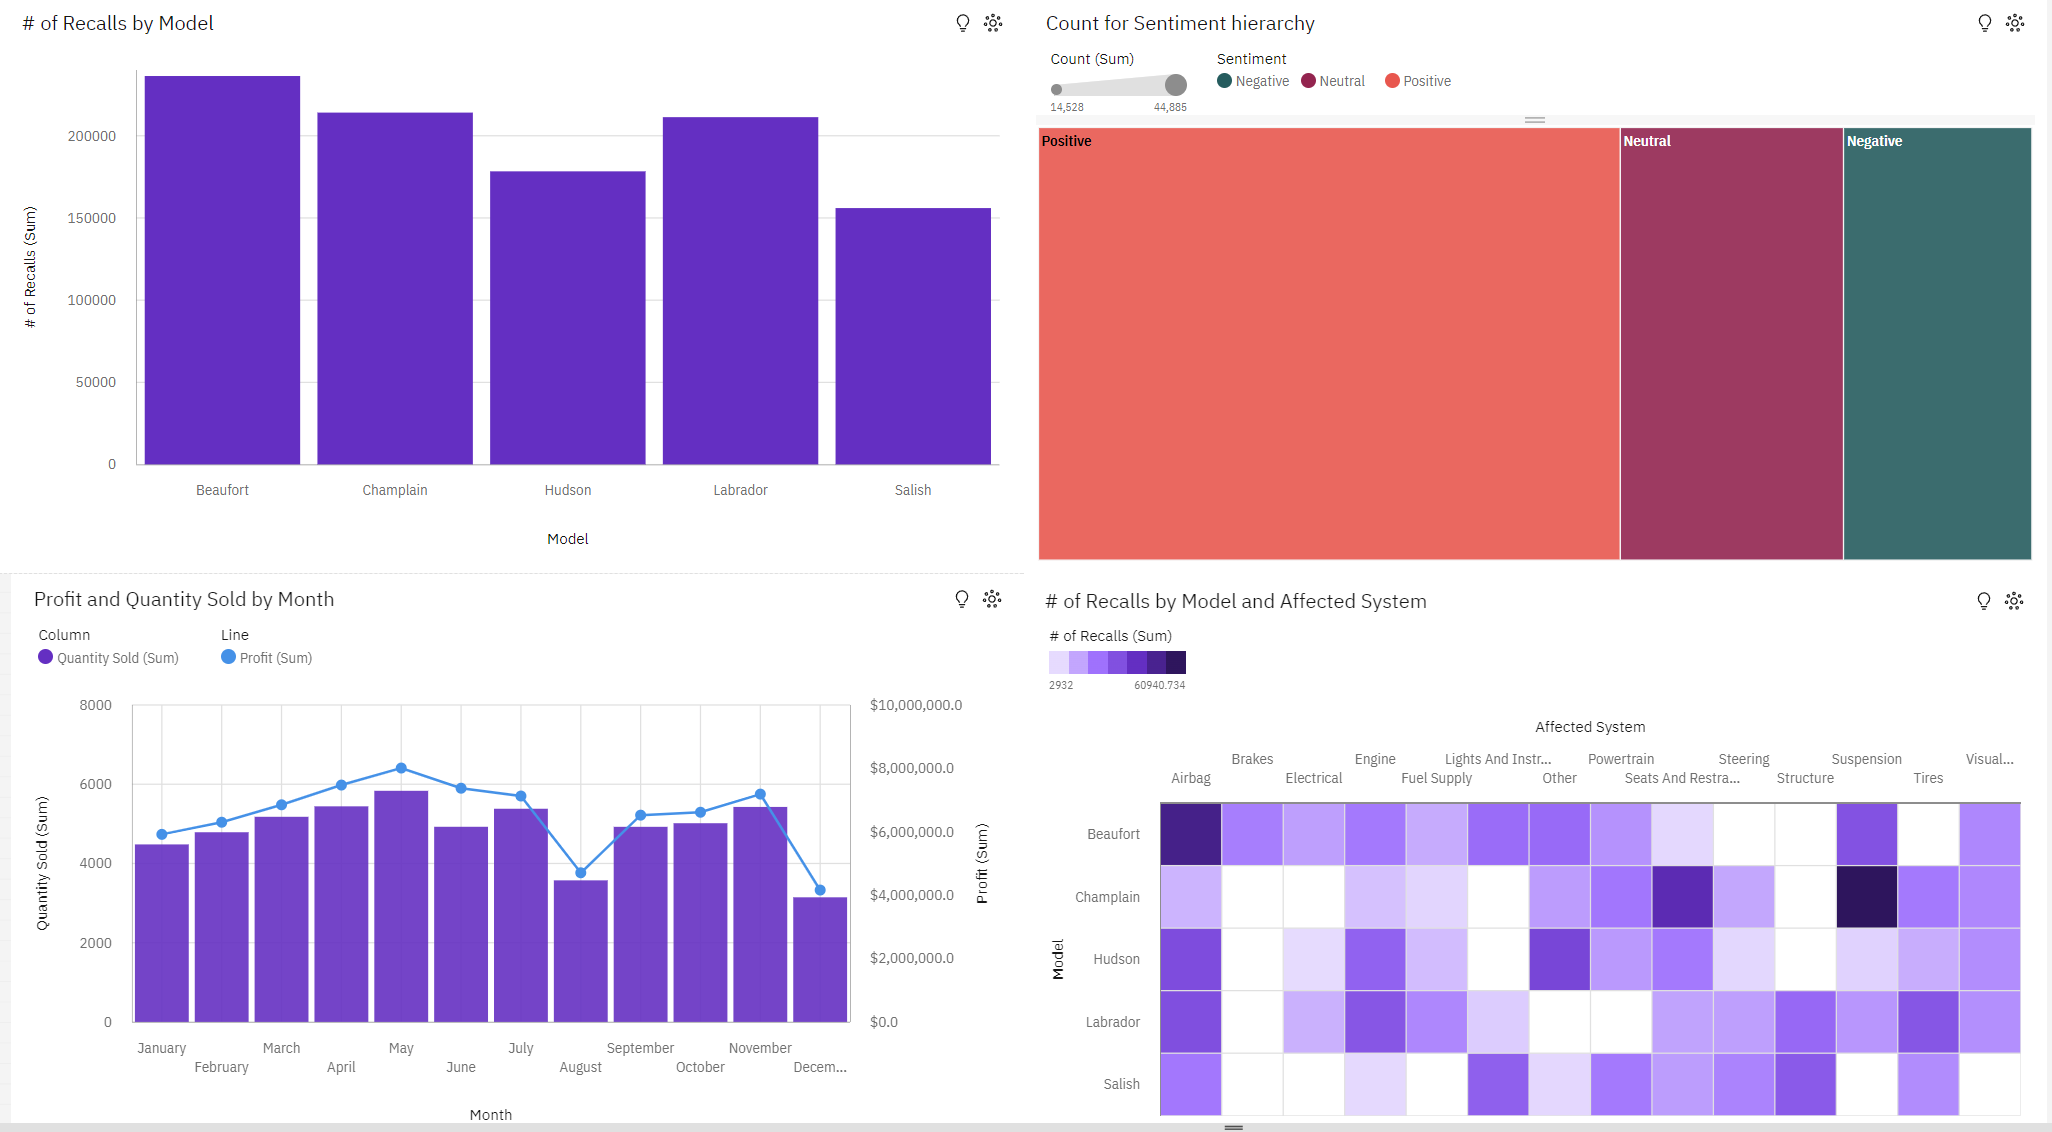 # of Recalls by Model
# of Recalls (Sum)
200000
150000
100000
50000
0
Beaufort Champlain Hudson Labrador Salish
Model
Count for Sentiment hierarchy
Count (Sum)
14,528 44,885
Sentiment
Negative Neutral Positive
Positive Neutral Negative
Profit and Quantity Sold by Month
Column Line
Quantity Sold (Sum) Profit (Sum)
Quantity Sold (Sum)
8000
6000
4000
2000
0
$10,000,000.0
$8,000,000.0
$6,000,000.0
$4,000,000.0
$2,000,000.0
$0.0
Profit (Sum)
January March May July September November
February April June August October Decem...
Month
# of Recalls by Model and Affected System
# of Recalls (Sum)
2932 60940.734
Affected System
Brakes Engine Lights And Instr... Powertrain Steering Suspension Visual...
Airbag Electrical Fuel Supply Other Seats And Restra... Structure Tires
Model
Beaufort
Champlain
Hudson
Labrador
Salish